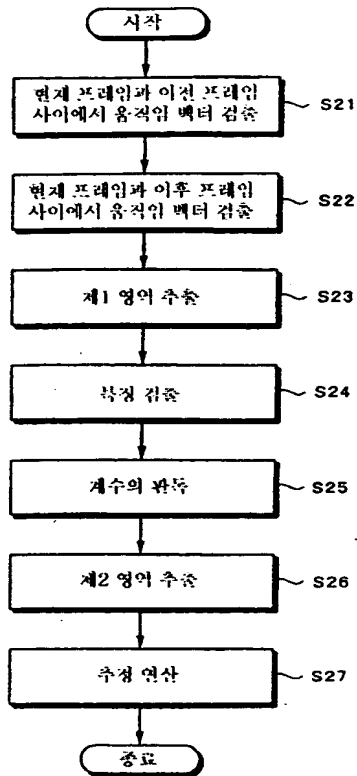 시작
현재 프레임과 이전 프레임
사이에서 움직임 벡터 검출
S21
현재 프레임과 이후 프레임
사이에서 움직임 벡터 검출
S22
제1 영역 추출
S23
특징 검출
S24
계수의 판독
S25
제2 영역 추출
S26
추정 연산
S27
종료